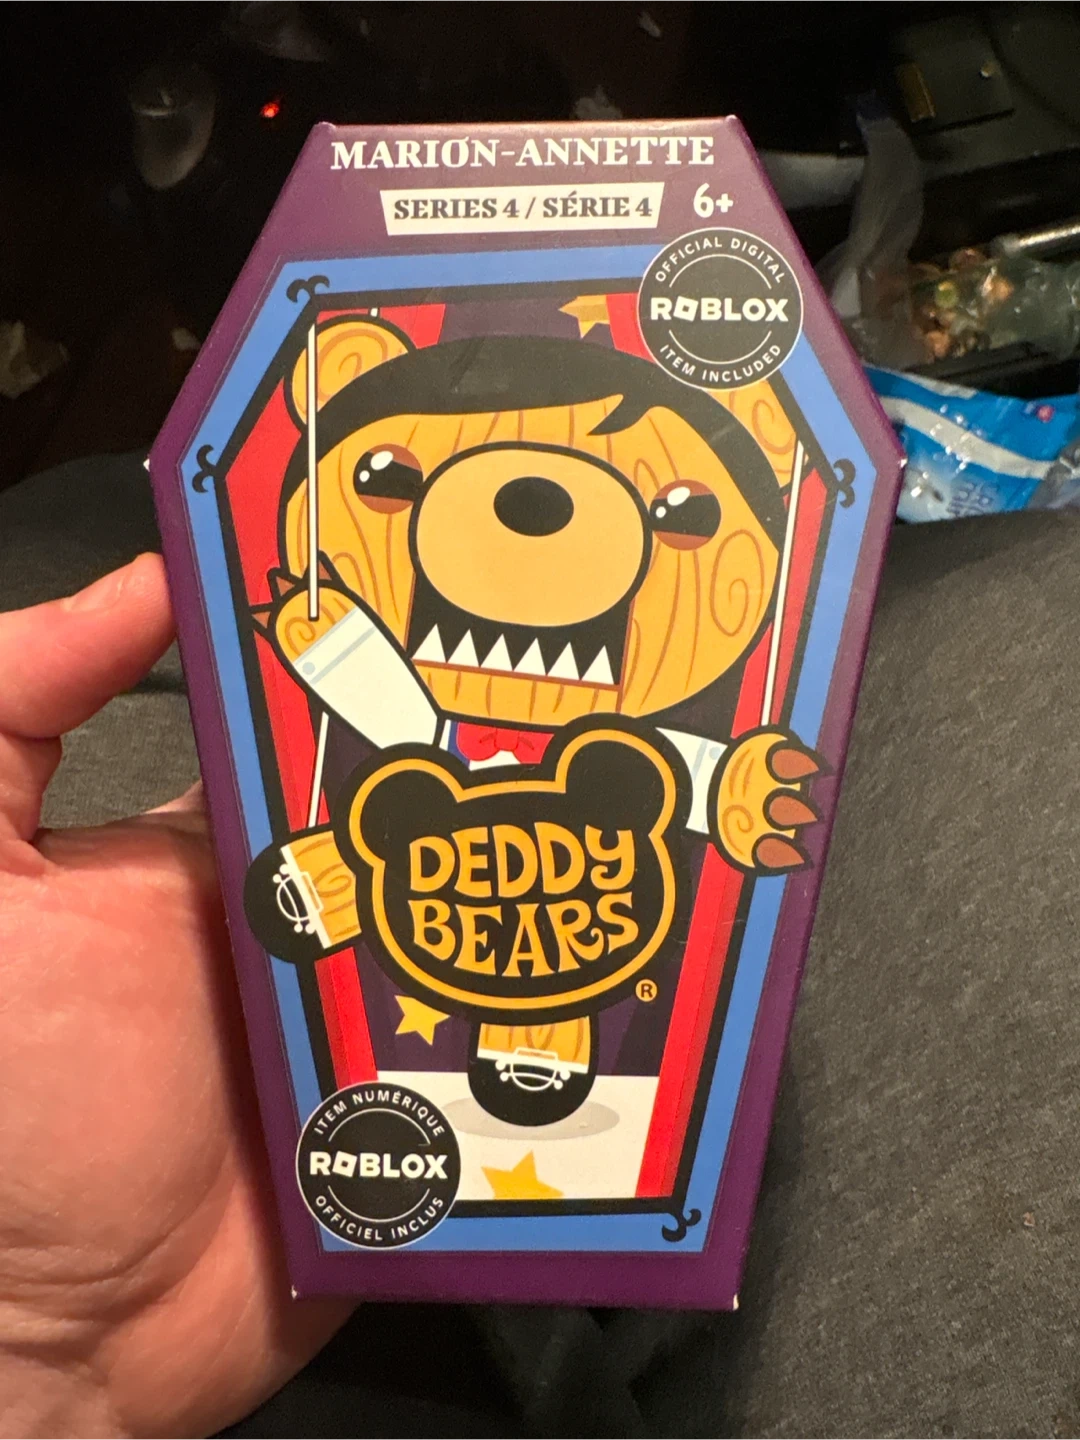 MARION-ANNETTE
SERIES 4 / SÉRIE 4
6+
OFFICIAL DIGITAL
ROBLOX
ITEM INCLUDED
DEDDY
BEARS
®
ITEM NUMÉRIQUE
ROBLOX
OFFICIEL INCLUS